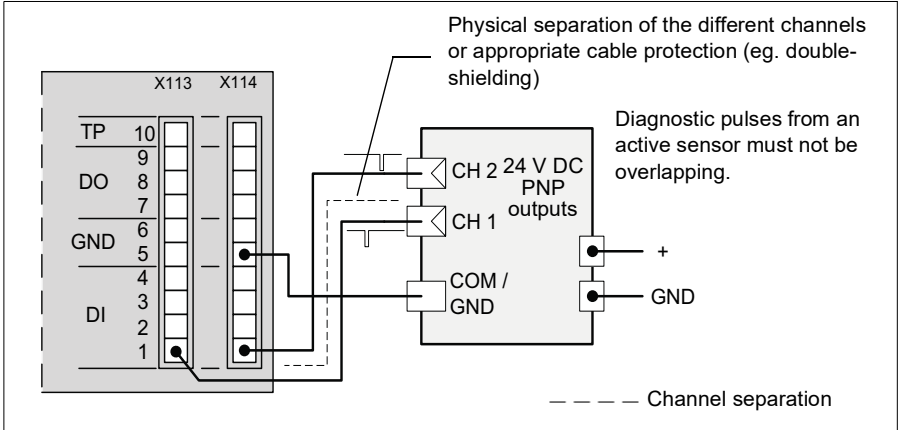 Physical separation of the different channels
or appropriate cable protection (eg. double-
shielding)
X113 X114
Diagnostic pulses from an
active sensor must not be
overlapping.
TP 10
9
DO 8
7
6
GND 5
4
3
DI 2
1
CH 2 24 V DC
PNP
outputs
CH 1
COM /
GND
+
GND
Channel separation